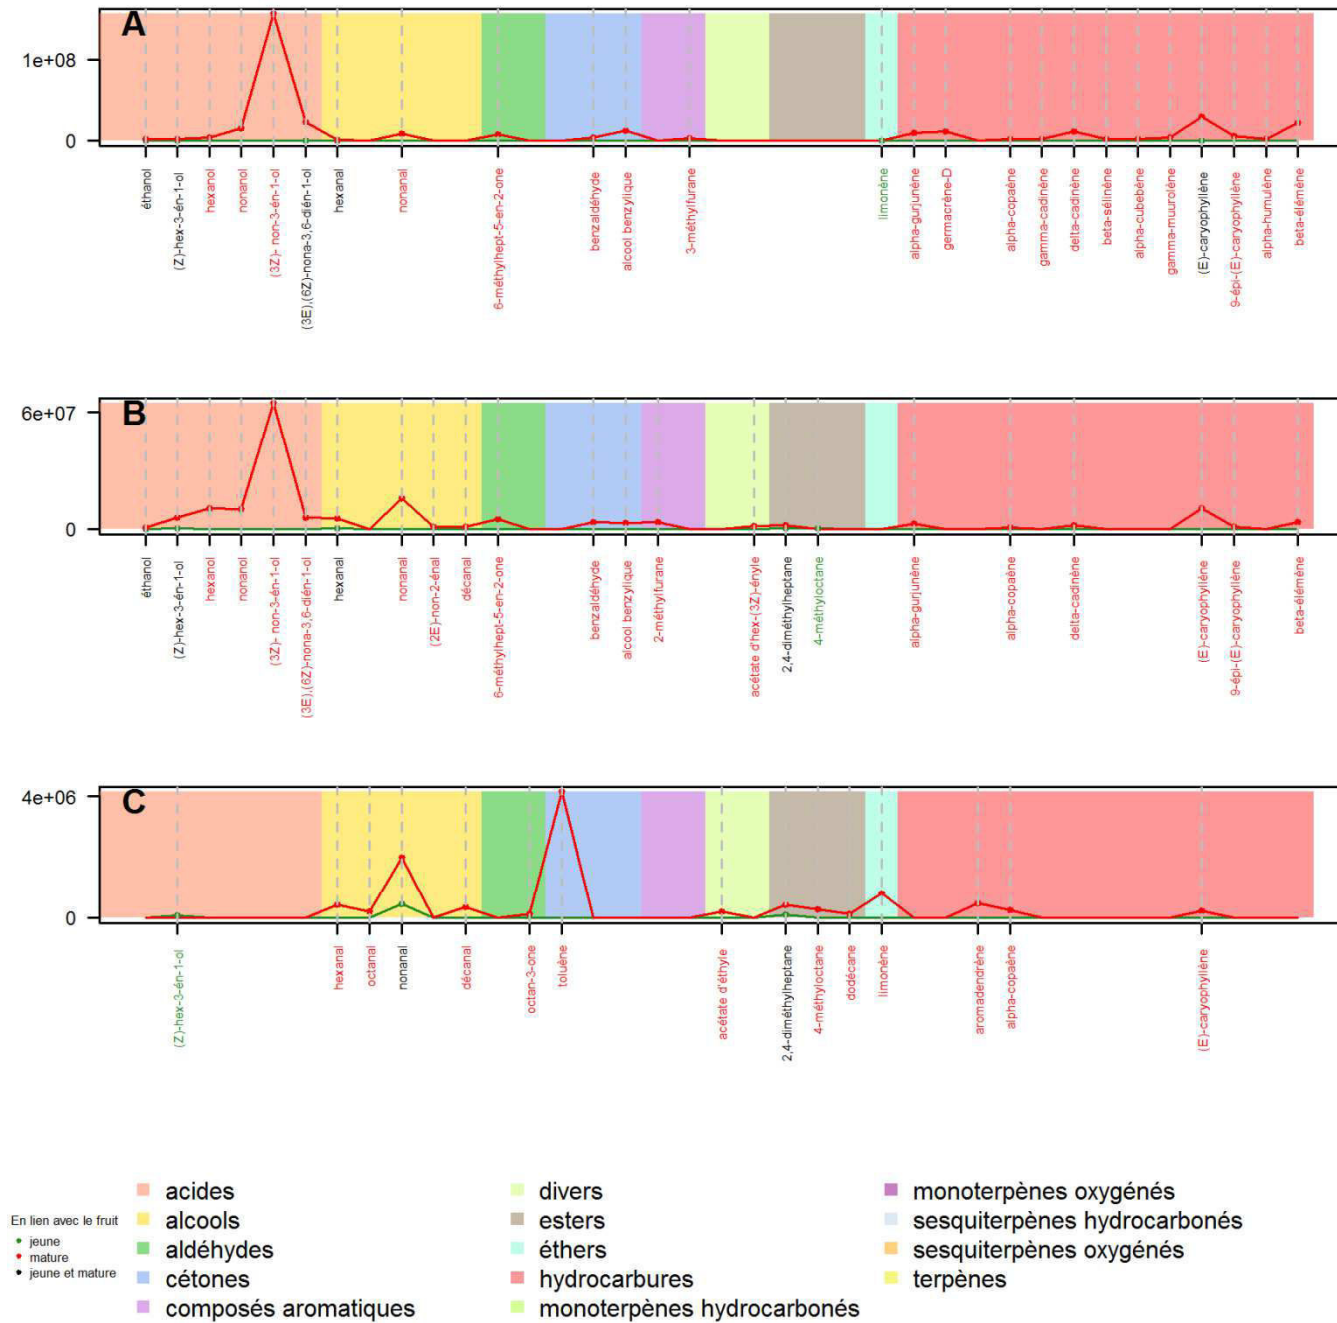 A
1e+08
0
éthanol
(Z)-hex-3-én-1-ol
hexanol
nonanol
(3Z)- non-3-én-1-ol
(3E),(6Z)-nona-3,6-dién-1-ol
hexanal
nonanal
6-méthylhept-5-en-2-one
benzaldéhyde
alcool benzylique
3-méthylfurane
limonène
alpha-gurjunène
germacrène-D
alpha-copaène
gamma-cadinène
delta-cadinène
beta-sélinène
alpha-cubebène
gamma-muurolène
(E)-caryophyllène
9-épi-(E)-caryophyllène
alpha-humulène
beta-élémène
B
6e+07
0
éthanol
(Z)-hex-3-én-1-ol
hexanol
nonanol
(3Z)- non-3-én-1-ol
(3E),(6Z)-nona-3,6-dién-1-ol
hexanal
nonanal
(2E)-non-2-énal
décanal
6-méthylhept-5-en-2-one
benzaldéhyde
alcool benzylique
2-méthylfurane
acétate d'hex-(3Z)-ényle
2,4-diméthylheptane
4-méthyloctane
alpha-gurjunène
alpha-copaène
delta-cadinène
(E)-caryophyllène
9-épi-(E)-caryophyllène
beta-élémène
C
4e+06
0
(Z)-hex-3-én-1-ol
hexanal
octanal
nonanal
décanal
octan-3-one
toluène
acétate d'éthyle
2,4-diméthylheptane
4-méthyloctane
dodécane
limonène
aromadendrène
alpha-copaène
(E)-caryophyllène
En lien avec le fruit
jeune
mature
jeune et mature
acides
alcools
aldéhydes
cétones
composés aromatiques
divers
esters
éthers
hydrocarbures
monoterpènes hydrocarbonés
monoterpènes oxygénés
sesquiterpènes hydrocarbonés
sesquiterpènes oxygénés
terpènes